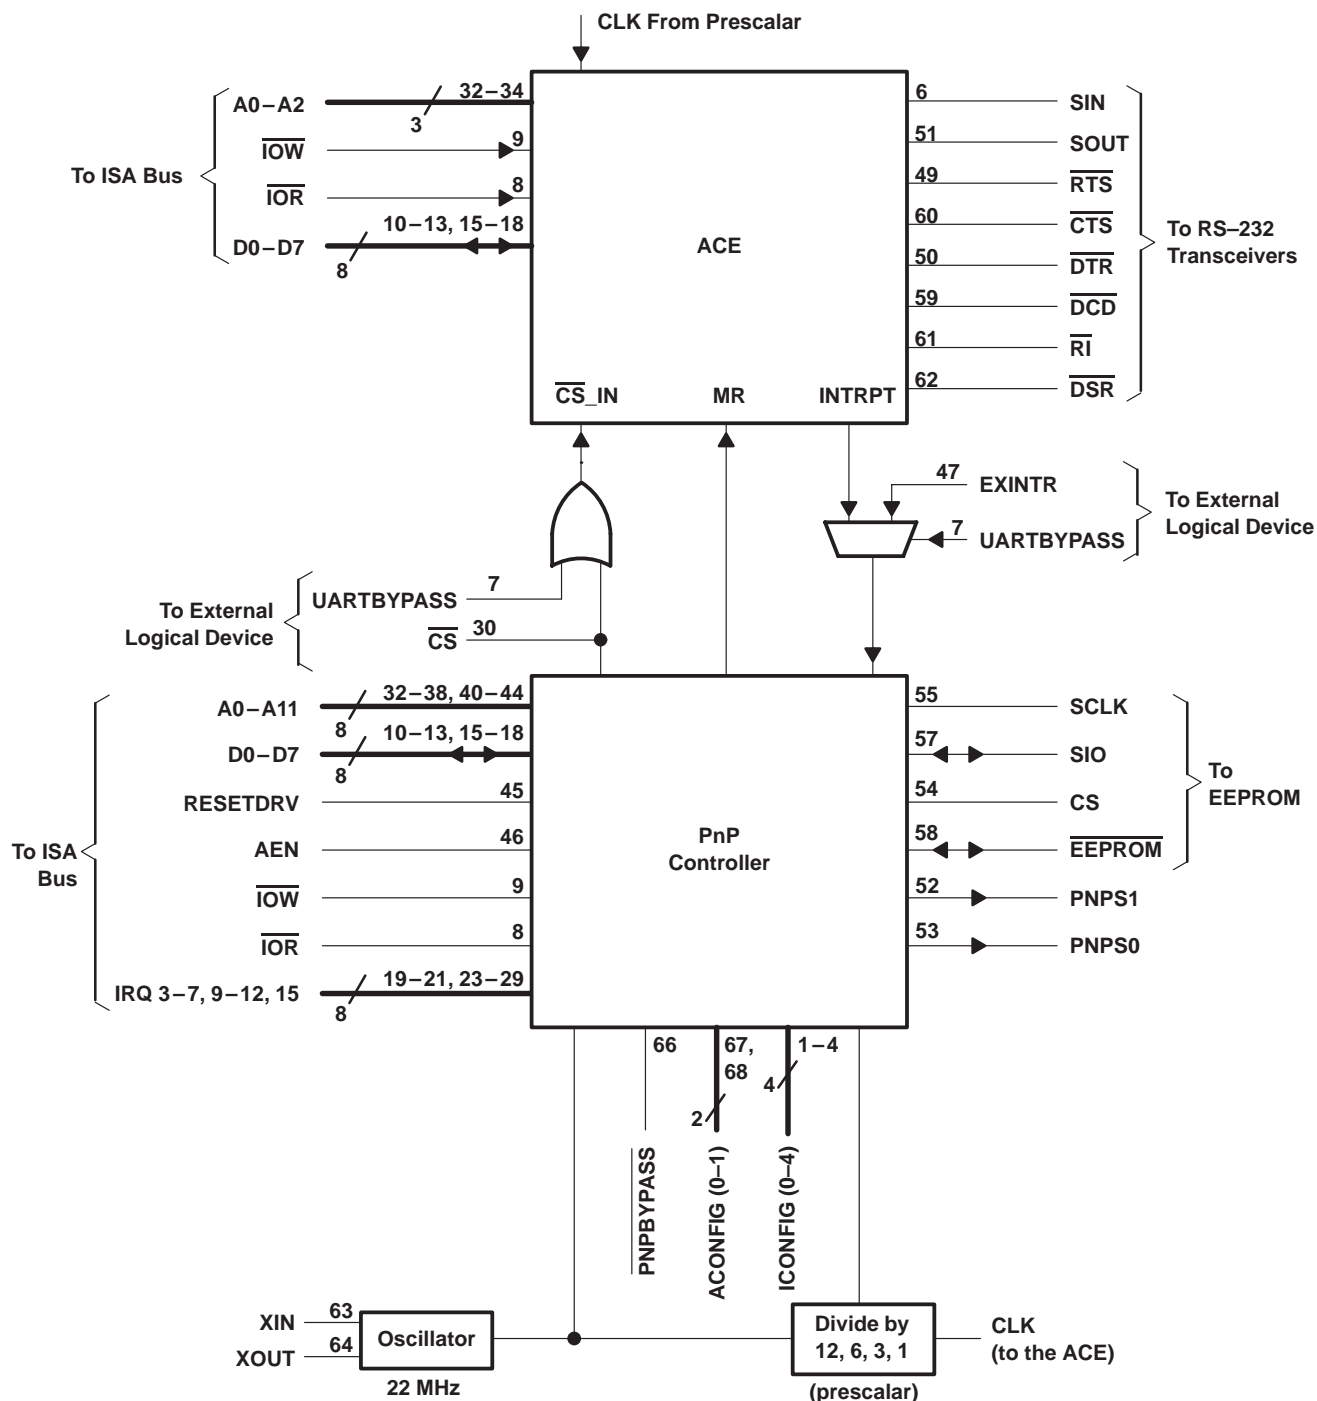 CLK From Prescalar
A0–A2
3
32–34
IOW
9
IOR
8
D0–D7
8
10–13, 15–18
To ISA Bus
ACE
CS_IN
MR
INTRPT
6
SIN
51
SOUT
49
RTS
60
CTS
50
DTR
59
DCD
61
RI
62
DSR
To RS–232
Transceivers
47
EXINTR
7
UARTBYPASS
To External
Logical Device
UARTBYPASS
7
CS
30
To External
Logical Device
A0–A11
8
32–38, 40–44
D0–D7
8
10–13, 15–18
RESETDRV
45
AEN
46
IOW
9
IOR
8
IRQ 3–7, 9–12, 15
8
19–21, 23–29
To ISA
Bus
PnP
Controller
55
SCLK
57
SIO
54
CS
58
EEPROM
52
PNPS1
53
PNPS0
To
EEPROM
66
PNPBYPASS
67,
68
2
ACONFIG (0–1)
1–4
4
ICONFIG (0–4)
XIN
63
XOUT
64
Oscillator
22 MHz
Divide by
12, 6, 3, 1
(prescalar)
CLK
(to the ACE)